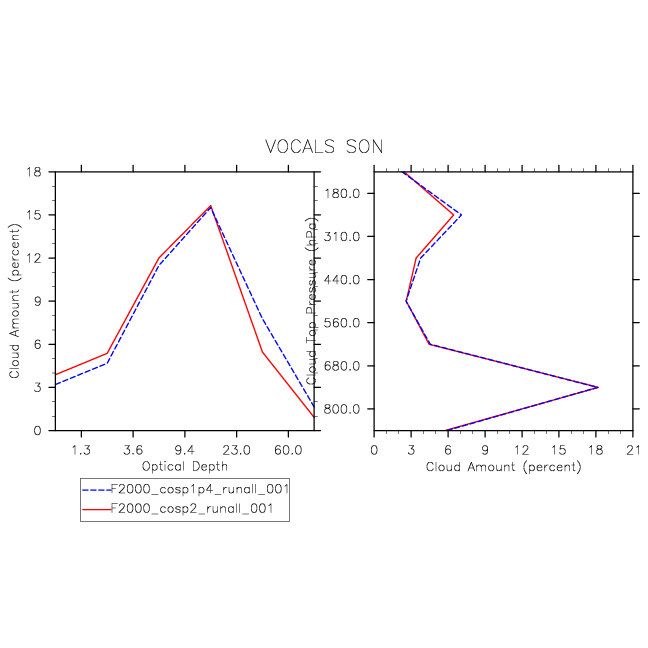 VOCALS SON
Cloud Amount (percent)
18
15
12
9
6
3
0
1.3 3.6 9.4 23.0 60.0
Optical Depth
Cloud Top Pressure (hPa)
180.0
310.0
440.0
560.0
680.0
800.0
0 3 6 9 12 15 18 21
Cloud Amount (percent)
F2000_cosp1p4_runall_001
F2000_cosp2_runall_001